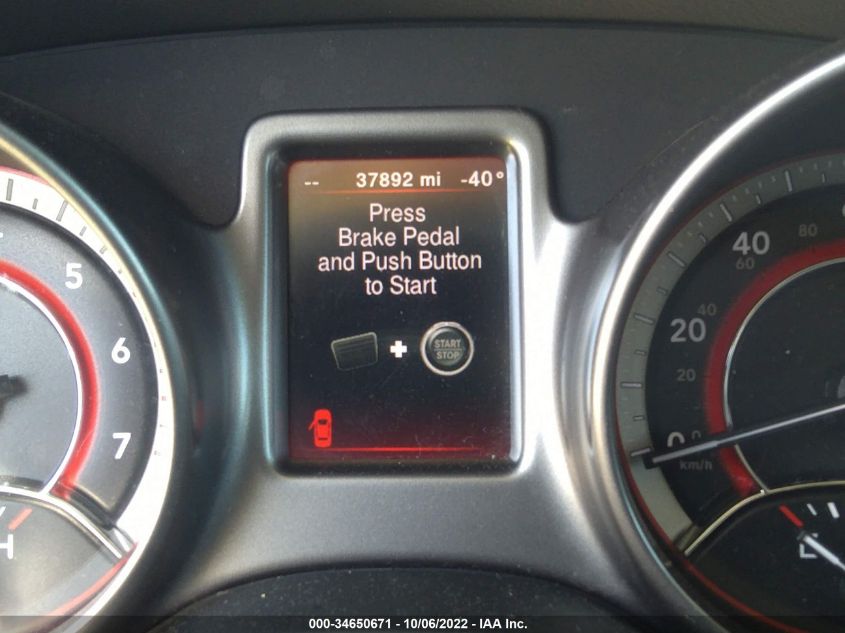 -- 37892 mi -40°
Press
Brake Pedal
and Push Button
to Start
START
STOP
5
6
7
H
40
80
60
20
40
20
0
0
km/h
000-34650671 - 10/06/2022 - IAA Inc.